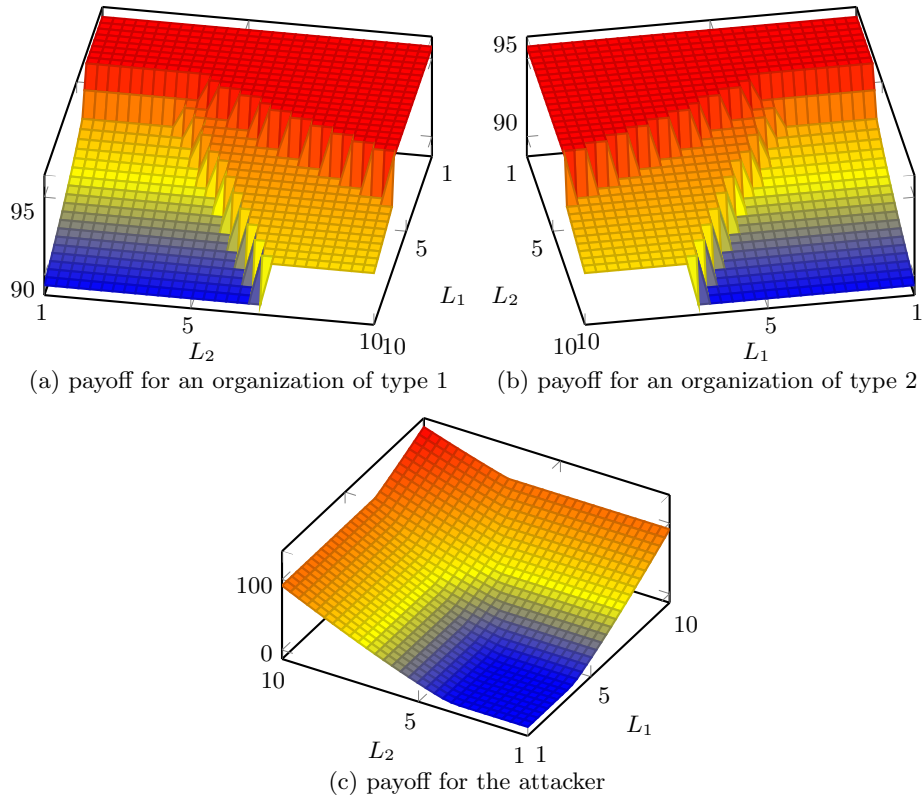 95
90
1
5
10
10
5
1
L₂
L₁
(a) payoff for an organization of type 1
95
90
1
5
10
10
5
1
L₂
L₁
(b) payoff for an organization of type 2
100
0
10
5
1
1
5
10
L₂
L₁
(c) payoff for the attacker